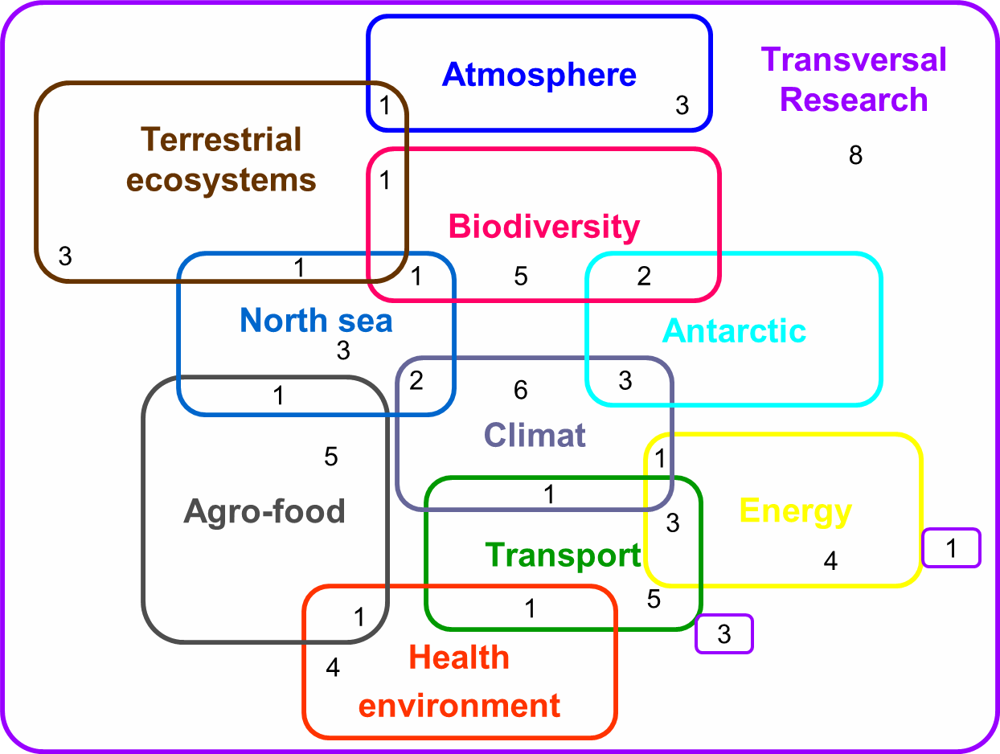 Atmosphere
Transversal
Research
1
3
Terrestrial
ecosystems
8
1
Biodiversity
3
1
1
5
2
North sea
Antarctic
3
2
6
3
1
Climat
5
1
1
Agro-food
Energy
3
Transport
4
1
5
1
1
3
Health
4
environment